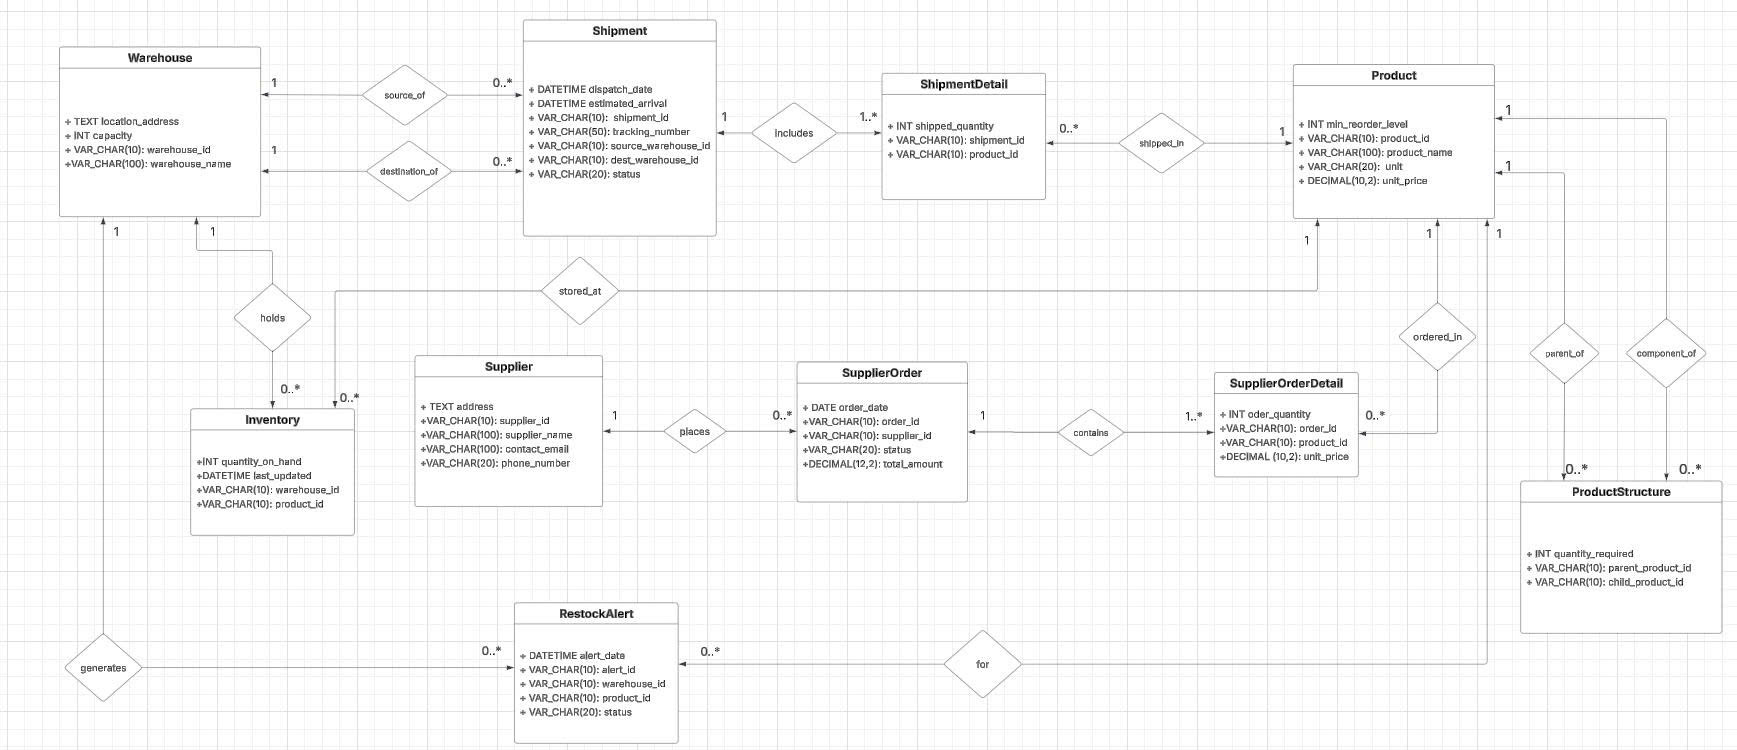 Shipment
+ DATETIME dispatch_date
+ DATETIME estimated_arrival
+ VAR_CHAR(10): shipment_id
+ VAR_CHAR(50): tracking_number
+ VAR_CHAR(10): source_warehouse_id
+ VAR_CHAR(10): dest_warehouse_id
+ VAR_CHAR(20): status
Warehouse
+ TEXT location_address
+ INT capacity
+ VAR_CHAR(10): warehouse_id
+VAR_CHAR(100): warehouse_name
1
source_of
0..*
1
destination_of
0..*
1
includes
1..*
ShipmentDetail
+ INT shipped_quantity
+ VAR_CHAR(10): shipment_id
+ VAR_CHAR(10): product_id
0..*
shipped_in
1
Product
+ INT min_reorder_level
+ VAR_CHAR(10): product_id
+ VAR_CHAR(100): product_name
+ VAR_CHAR(20): unit
+ DECIMAL(10,2): unit_price
1
1
1
1
1
1
1
holds
stored_at
ordered_in
parent_of
component_of
0..*
0..*
Inventory
+INT quantity_on_hand
+DATETIME last_updated
+VAR_CHAR(10): warehouse_id
+VAR_CHAR(10): product_id
Supplier
+ TEXT address
+VAR_CHAR(10): supplier_id
+VAR_CHAR(100): supplier_name
+VAR_CHAR(100): contact_email
+VAR_CHAR(20): phone_number
1
places
0..*
SupplierOrder
+ DATE order_date
+VAR_CHAR(10): order_id
+VAR_CHAR(10): supplier_id
+VAR_CHAR(20): status
+DECIMAL(12,2): total_amount
1
contains
1..*
SupplierOrderDetail
+ INT oder_quantity
+VAR_CHAR(10): order_id
+VAR_CHAR(10): product_id
+DECIMAL (10,2): unit_price
0..*
0..*
0..*
ProductStructure
+ INT quantity_required
+ VAR_CHAR(10): parent_product_id
+ VAR_CHAR(10): child_product_id
generates
0..*
RestockAlert
+ DATETIME alert_date
+ VAR_CHAR(10): alert_id
+ VAR_CHAR(10): warehouse_id
+ VAR_CHAR(10): product_id
+ VAR_CHAR(20): status
0..*
for